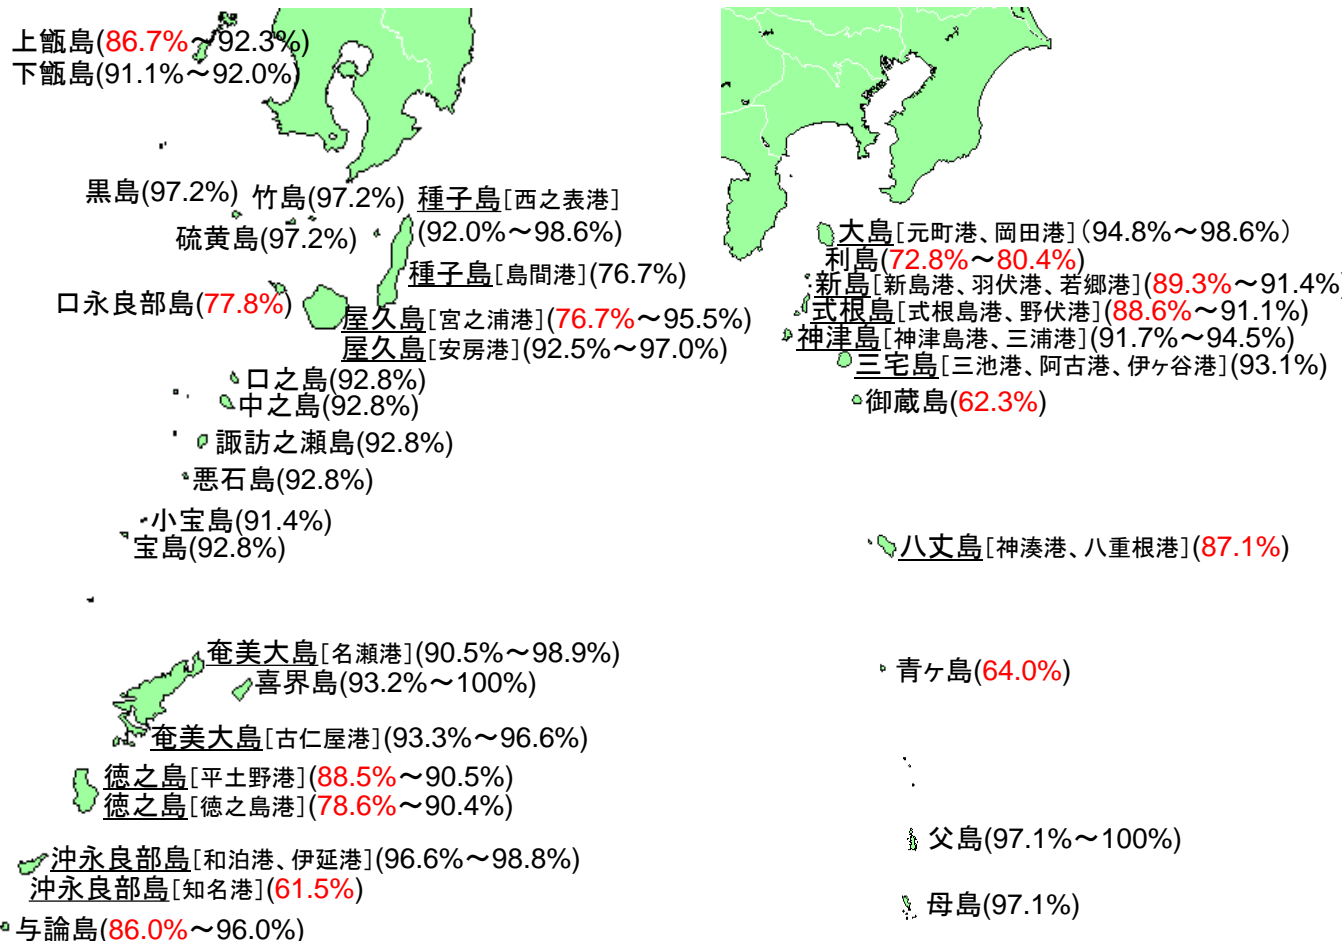 上甑島(86.7%～92.3%)
下甑島(91.1%～92.0%)
黒島(97.2%)
竹島(97.2%)
硫黄島(97.2%)
種子島[西之表港]
(92.0%～98.6%)
種子島[島間港](76.7%)
口永良部島(77.8%)
屋久島[宮之浦港](76.7%～95.5%)
屋久島[安房港](92.5%～97.0%)
口之島(92.8%)
中之島(92.8%)
諏訪之瀬島(92.8%)
悪石島(92.8%)
小宝島(91.4%)
宝島(92.8%)
奄美大島[名瀬港](90.5%～98.9%)
喜界島(93.2%～100%)
奄美大島[古仁屋港](93.3%～96.6%)
徳之島[平土野港](88.5%～90.5%)
徳之島[徳之島港](78.6%～90.4%)
沖永良部島[和泊港、伊延港](96.6%～98.8%)
沖永良部島[知名港](61.5%)
与論島(86.0%～96.0%)
大島[元町港、岡田港]（94.8%～98.6%）
利島(72.8%～80.4%)
新島[新島港、羽伏港、若郷港](89.3%～91.4%)
式根島[式根島港、野伏港](88.6%～91.1%)
神津島[神津島港、三浦港](91.7%～94.5%)
三宅島[三池港、阿古港、伊ヶ谷港](93.1%)
御蔵島(62.3%)
八丈島[神湊港、八重根港](87.1%)
青ヶ島(64.0%)
父島(97.1%～100%)
母島(97.1%)